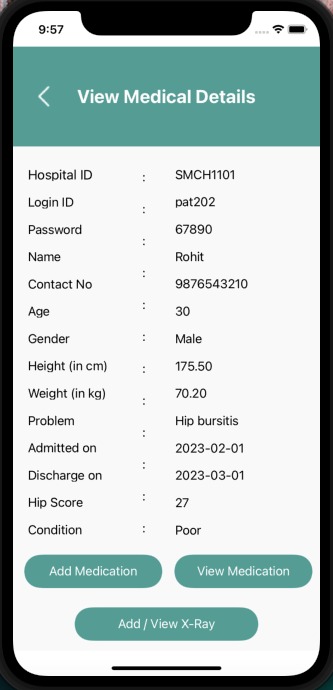 9:57
View Medical Details
Hospital ID : SMCH1101
Login ID : pat202
Password : 67890
Name : Rohit
Contact No : 9876543210
Age : 30
Gender : Male
Height (in cm) : 175.50
Weight (in kg) : 70.20
Problem : Hip bursitis
Admitted on : 2023-02-01
Discharge on : 2023-03-01
Hip Score : 27
Condition : Poor
Add Medication View Medication
Add / View X-Ray